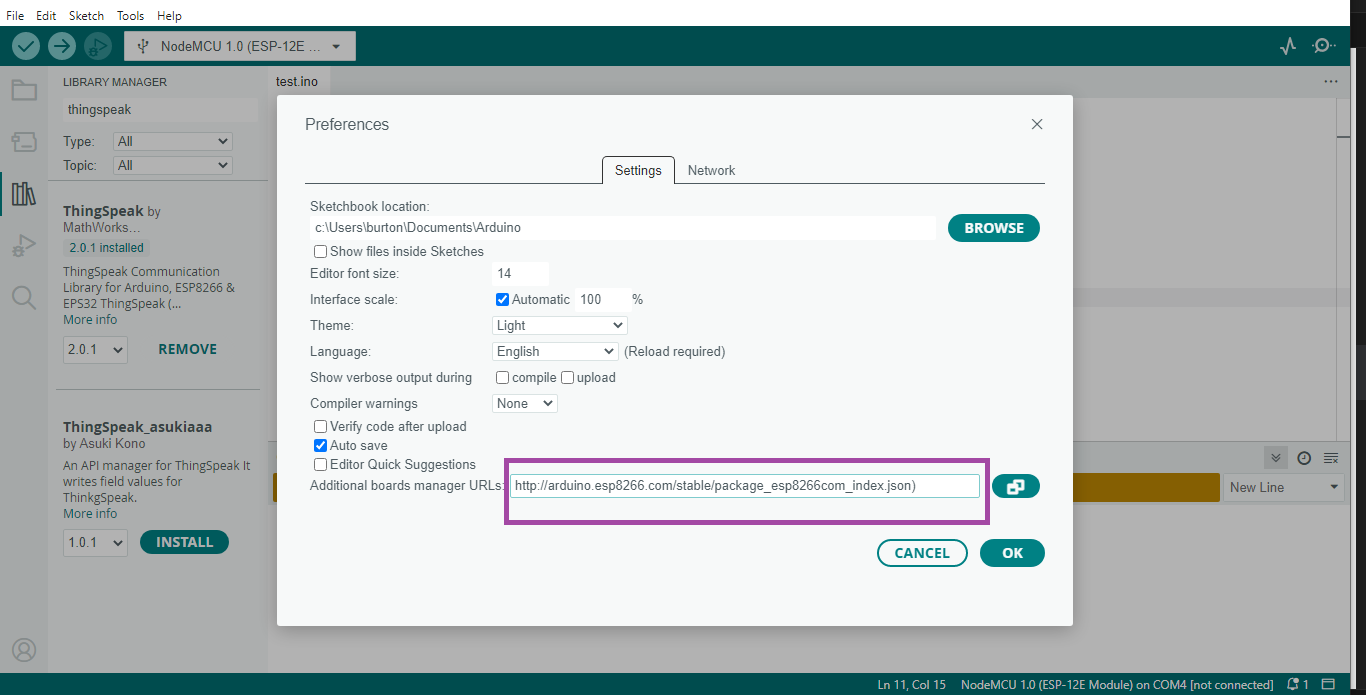 File Edit Sketch Tools Help
NodeMCU 1.0 (ESP-12E ...
LIBRARY MANAGER
test.ino
...
thingspeak
Type: All
Topic: All
ThingSpeak by
MathWorks...
2.0.1 installed
ThingSpeak Communication
Library for Arduino, ESP8266 &
EPS32 ThingSpeak (...
More info
2.0.1
REMOVE
ThingSpeak_asukiaaa
by Asuki Kono
An API manager for ThingSpeak It
writes field values for
ThinkgSpeak.
More info
1.0.1
INSTALL
Preferences
Settings
Network
Sketchbook location:
c:\Users\burton\Documents\Arduino
BROWSE
Show files inside Sketches
Editor font size: 14
Interface scale: Automatic 100 %
Theme: Light
Language: English (Reload required)
Show verbose output during compile upload
Compiler warnings None
Verify code after upload
Auto save
Editor Quick Suggestions
Additional boards manager URLs: http://arduino.esp8266.com/stable/package_esp8266com_index.json)
CANCEL
OK
New Line
Ln 11, Col 15 NodeMCU 1.0 (ESP-12E Module) on COM4 [not connected] 1